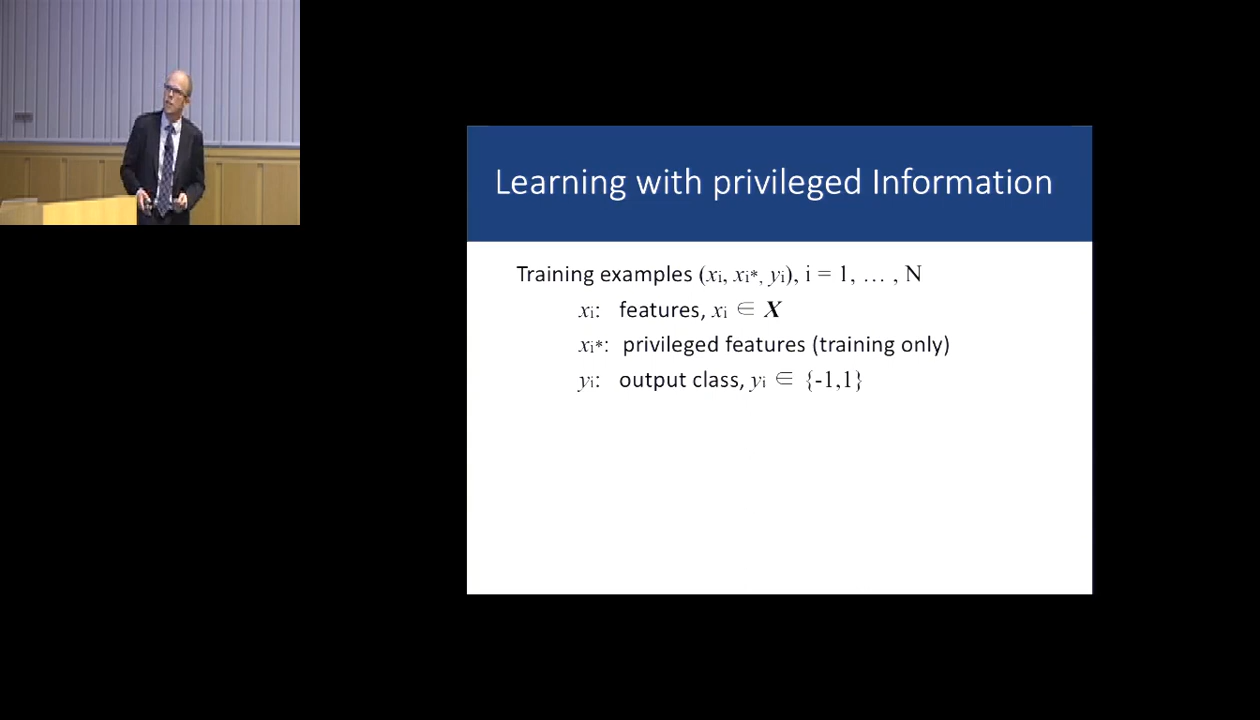 Learning with privileged Information
Training examples (xi, xi*, yi), i = 1, … , N
xi: features, xi ∈ X
xi*: privileged features (training only)
yi: output class, yi ∈ {-1,1}